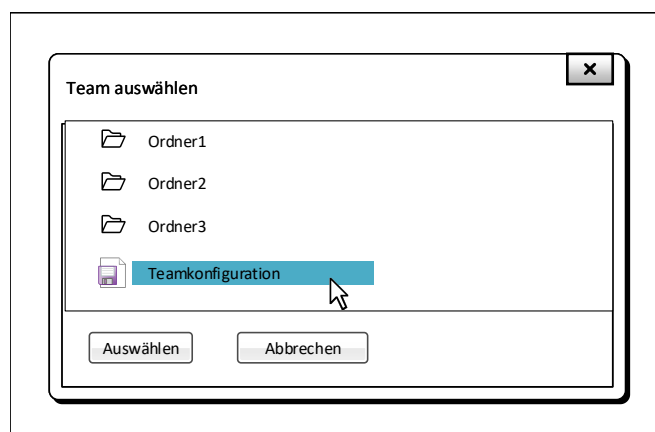 Team auswählen
Ordner1
Ordner2
Ordner3
Teamkonfiguration
Auswählen Abbrechen